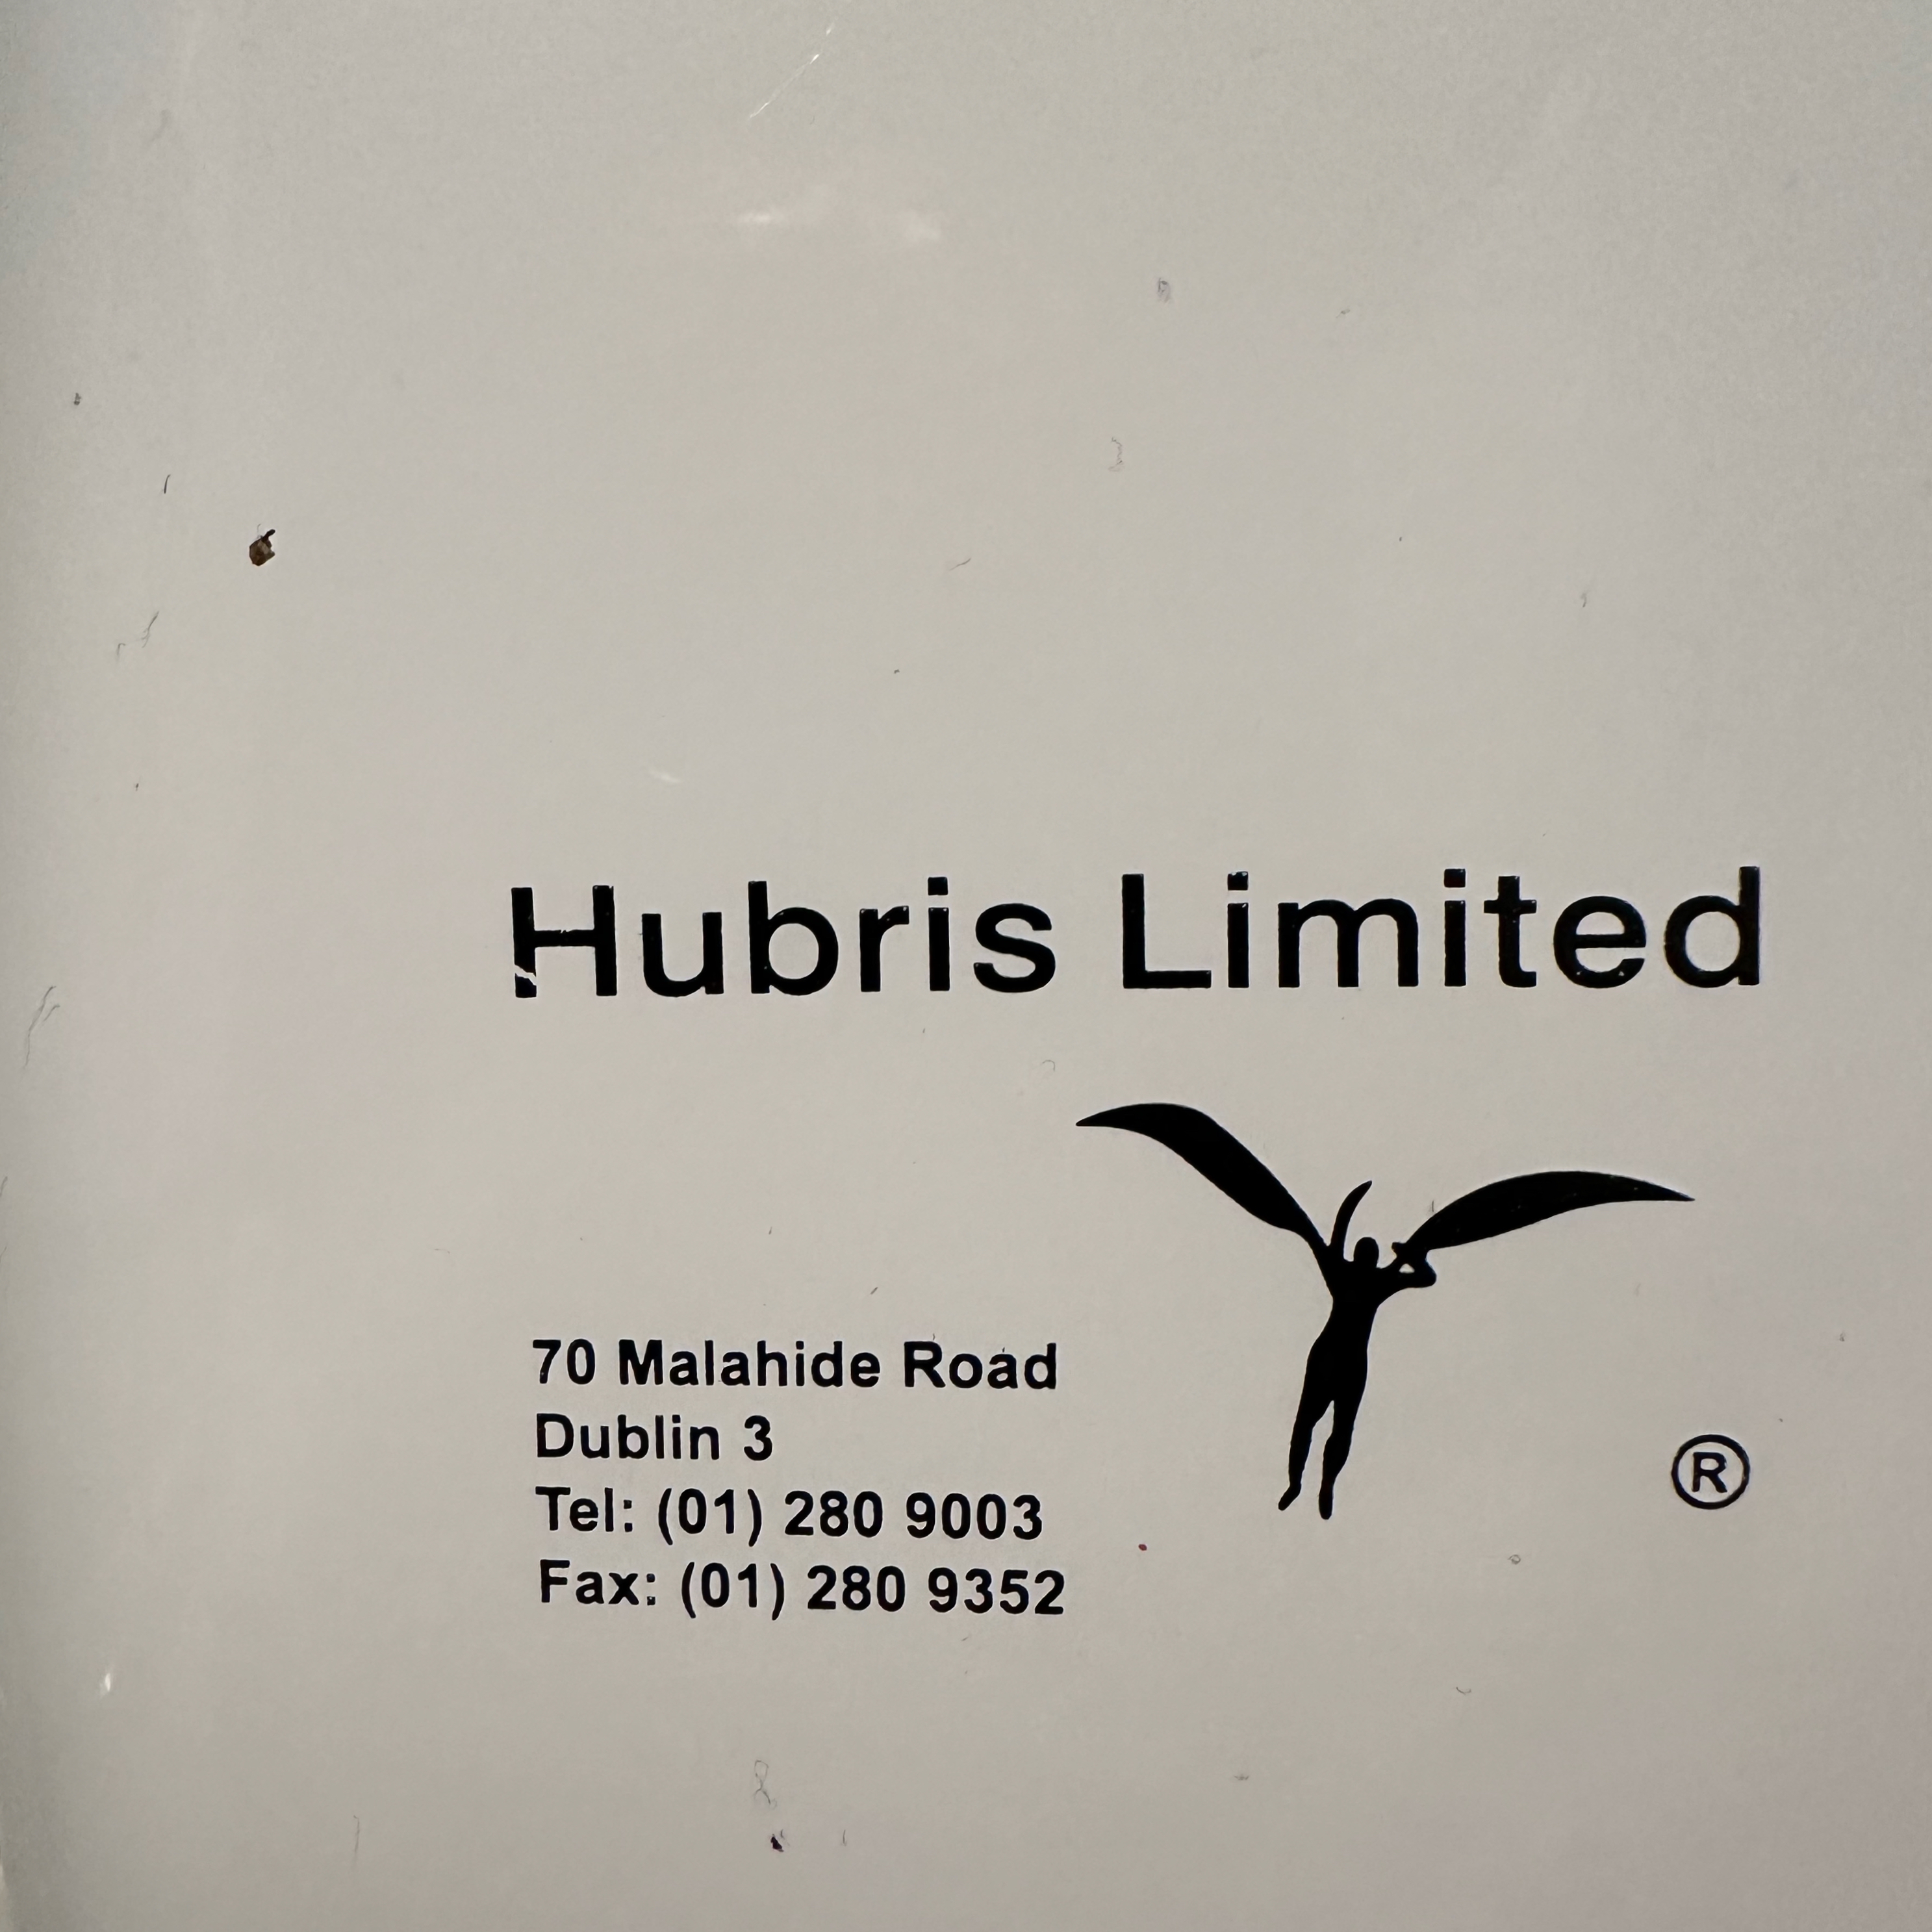 Hubris Limited
70 Malahide Road
Dublin 3
Tel: (01) 280 9003
Fax: (01) 280 9352
®